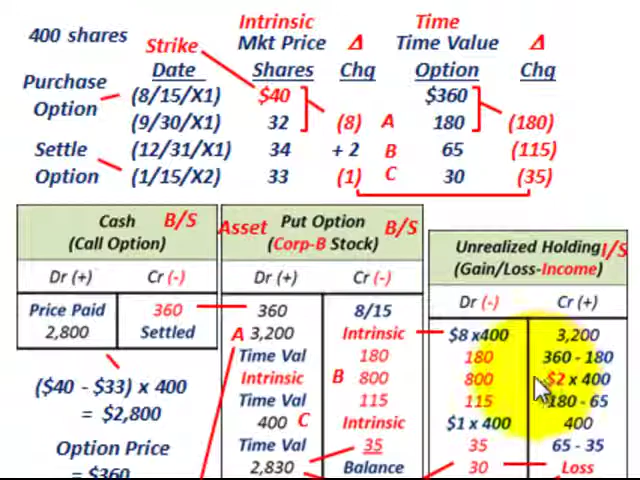 Intrinsic Time
400 shares Strike Mkt Price Δ Time Value Δ
Purchase Date Shares Chg Option Chg
Option (8/15/X1) $40 $360
(9/30/X1) 32 (8) A 180 (180)
Settle (12/31/X1) 34 + 2 B 65 (115)
Option (1/15/X2) 33 (1) C 30 (35)
Cash B/S
(Call Option)
Dr (+) Cr (-)
Price Paid 360
2,800 Settled
($40 - $33) x 400
= $2,800
Option Price
= $360
Asset Put Option B/S
(Corp-B Stock)
Dr (+) Cr (-)
360 8/15
A 3,200 Intrinsic
Time Val 180
Intrinsic B 800
Time Val 115
400 C Intrinsic
Time Val 35
2,830 Balance
Unrealized Holding I/S
(Gain/Loss-Income)
Dr (-) Cr (+)
$8 x400 3,200
180 360 - 180
800 $2 x 400
115 180 - 65
$1 x 400 400
35 65 - 35
30 Loss